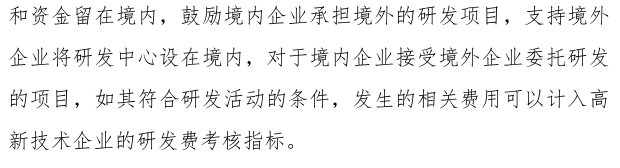 和资金留在境内，鼓励境内企业承担境外的研发项目，支持境外
企业将研发中心设在境内，对于境内企业接受境外企业委托研发
的项目，如其符合研发活动的条件，发生的相关费用可以计入高
新技术企业的研发费考核指标。